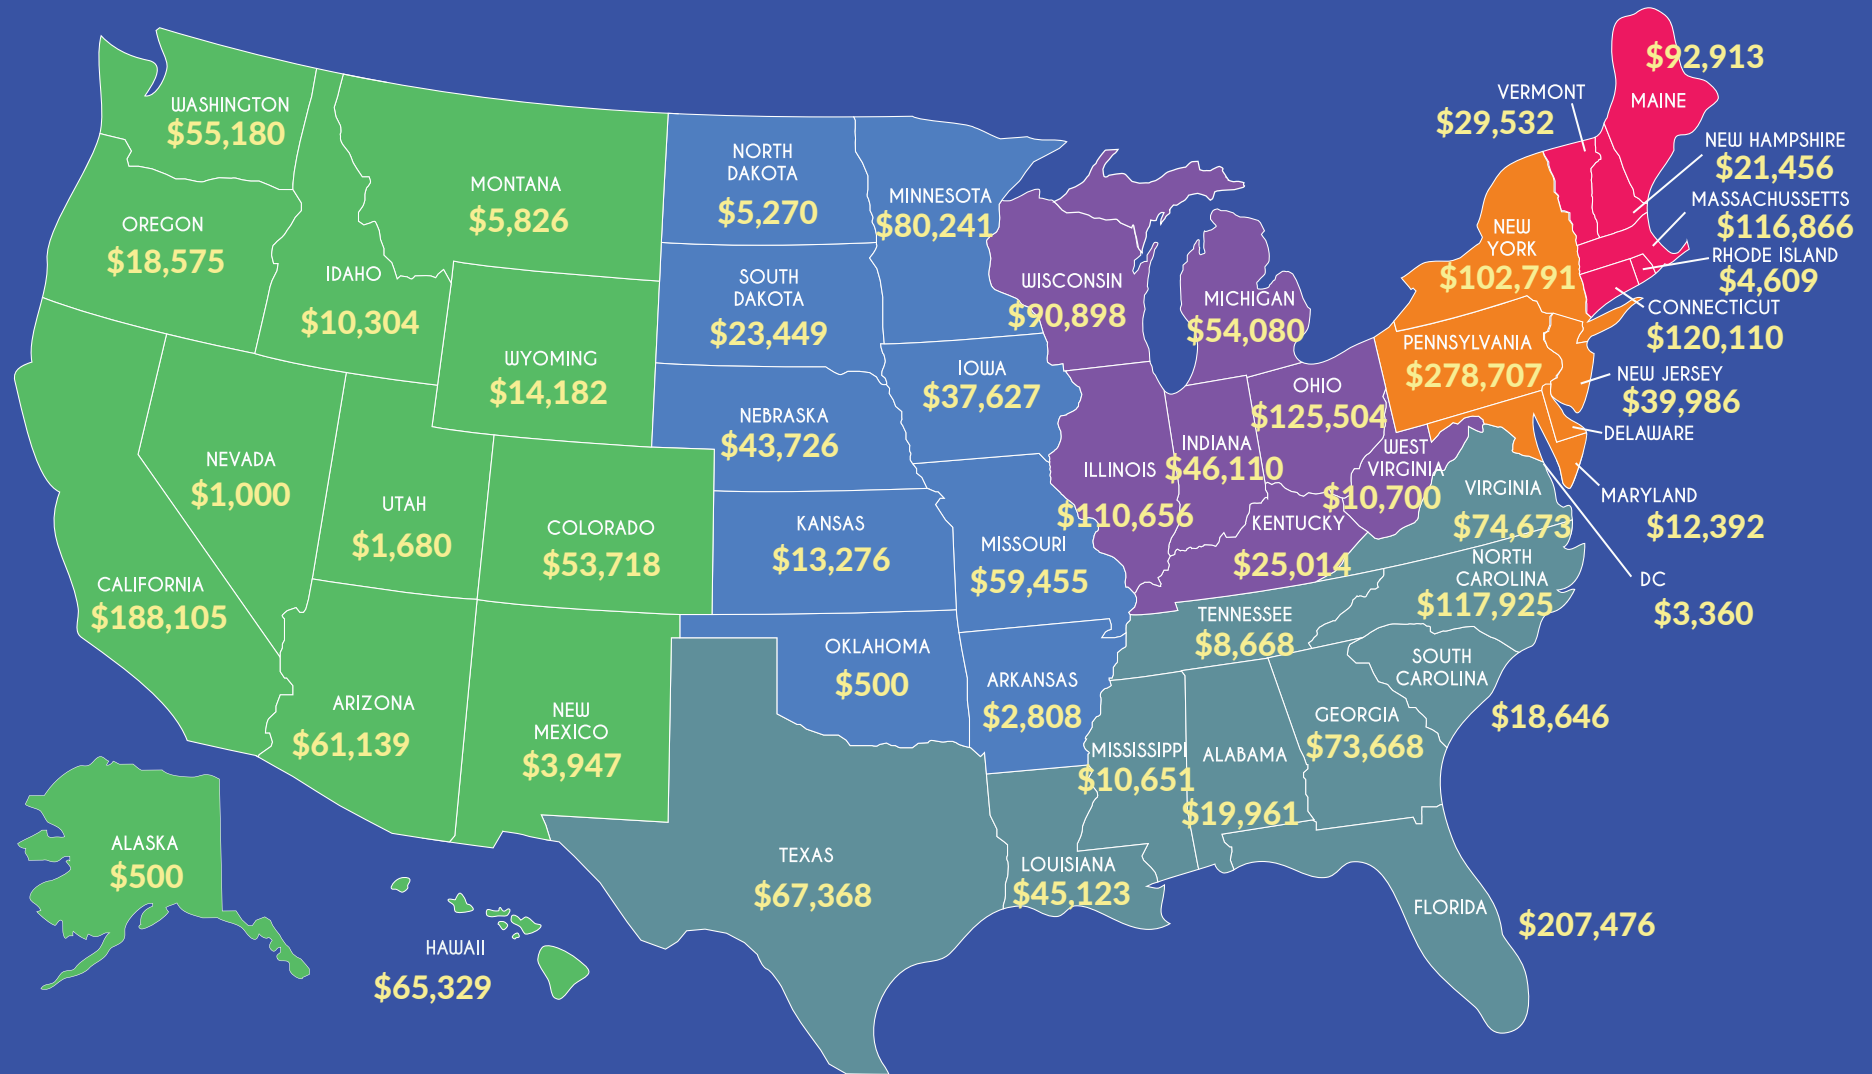 WASHINGTON
$55,180
OREGON
$18,575
IDAHO
$10,304
MONTANA
$5,826
WYOMING
$14,182
NEVADA
$1,000
UTAH
$1,680
COLORADO
$53,718
CALIFORNIA
$188,105
ARIZONA
$61,139
NEW
MEXICO
$3,947
ALASKA
$500
HAWAII
$65,329
NORTH
DAKOTA
$5,270
SOUTH
DAKOTA
$23,449
NEBRASKA
$43,726
KANSAS
$13,276
OKLAHOMA
$500
MINNESOTA
$80,241
IOWA
$37,627
MISSOURI
$59,455
ARKANSAS
$2,808
TEXAS
$67,368
LOUISIANA
$45,123
WISCONSIN
$90,898
MICHIGAN
$54,080
ILLINOIS
$110,656
INDIANA
$46,110
OHIO
$125,504
WEST
VIRGINIA
$10,700
KENTUCKY
$25,014
TENNESSEE
$8,668
MISSISSIPPI
$10,651
ALABAMA
$19,961
GEORGIA
$73,668
FLORIDA
$207,476
SOUTH
CAROLINA
$18,646
NORTH
CAROLINA
$117,925
VIRGINIA
$74,673
NEW
YORK
$102,791
PENNSYLVANIA
$278,707
$92,913
MAINE
VERMONT
$29,532
NEW HAMPSHIRE
$21,456
MASSACHUSSETTS
$116,866
RHODE ISLAND
$4,609
CONNECTICUT
$120,110
NEW JERSEY
$39,986
DELAWARE
MARYLAND
$12,392
DC
$3,360